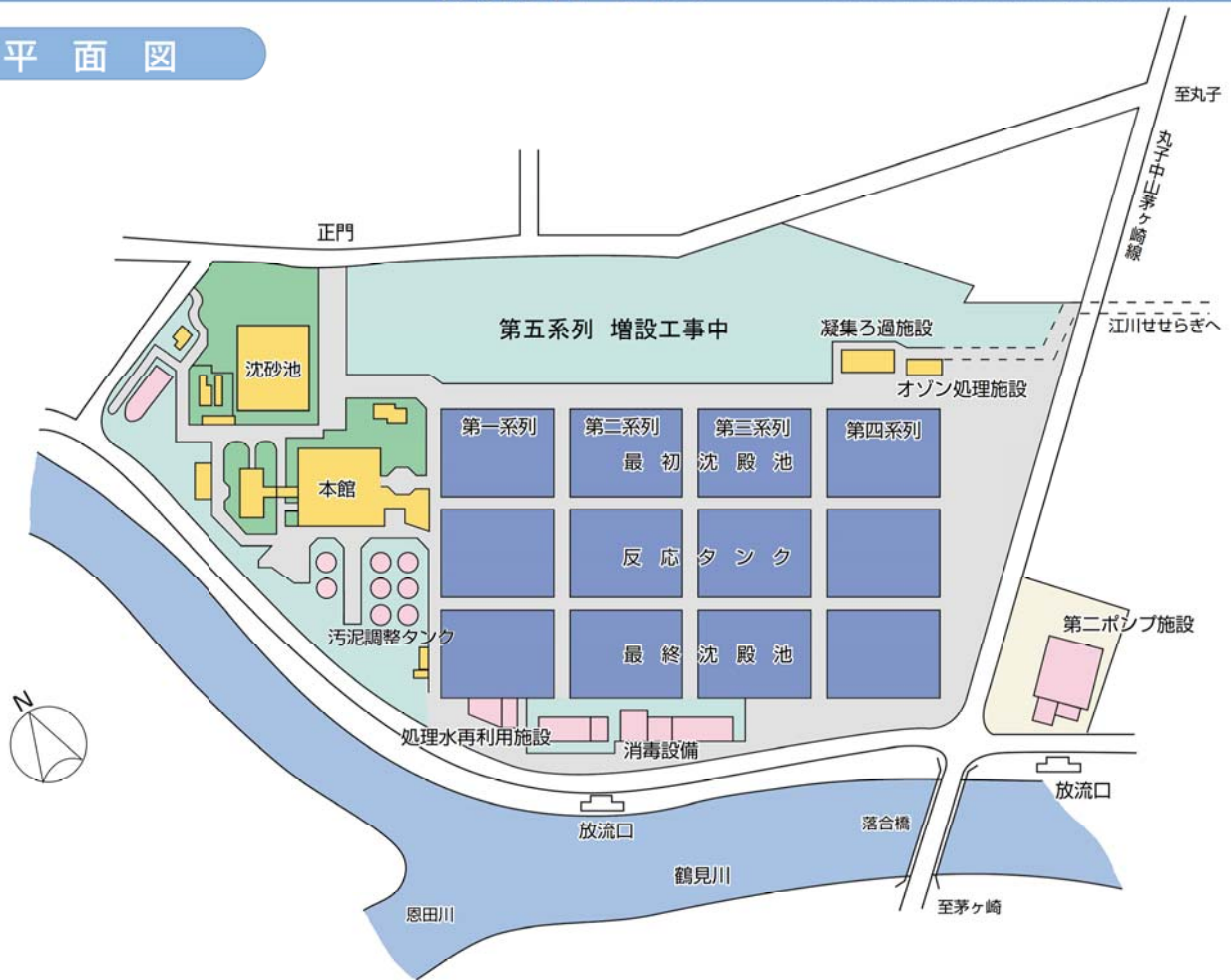 平面図
至丸子
丸子中山茅ヶ崎線
正門
第五系列 増設工事中
凝集ろ過施設
江川せせらぎへ
オゾン処理施設
沈砂池
第一系列
第二系列
第三系列
第四系列
最初沈殿池
本館
反応タンク
汚泥調整タンク
最終沈殿池
第二ポンプ施設
N
処理水再利用施設
消毒設備
放流口
放流口
落合橋
鶴見川
恩田川
至茅ヶ崎